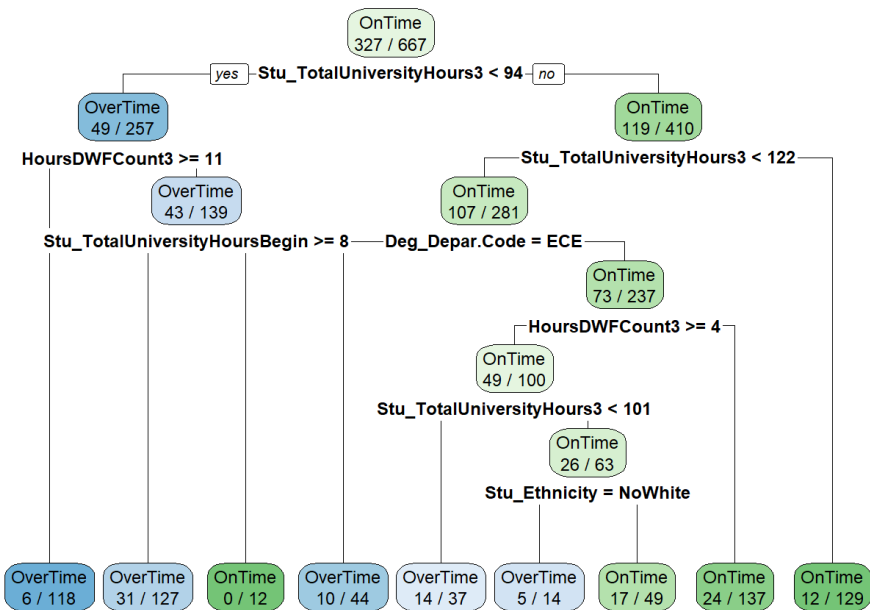 OnTime
327 / 667
yes Stu_TotalUniversityHours3 < 94 no
OverTime
49 / 257
OnTime
119 / 410
HoursDWFCount3 >= 11
Stu_TotalUniversityHours3 < 122
OverTime
43 / 139
OnTime
107 / 281
Stu_TotalUniversityHoursBegin >= 8
Deg_Depar.Code = ECE
OnTime
73 / 237
HoursDWFCount3 >= 4
OnTime
49 / 100
Stu_TotalUniversityHours3 < 101
OnTime
26 / 63
Stu_Ethnicity = NoWhite
OverTime
6 / 118
OverTime
31 / 127
OnTime
0 / 12
OverTime
10 / 44
OverTime
14 / 37
OverTime
5 / 14
OnTime
17 / 49
OnTime
24 / 137
OnTime
12 / 129